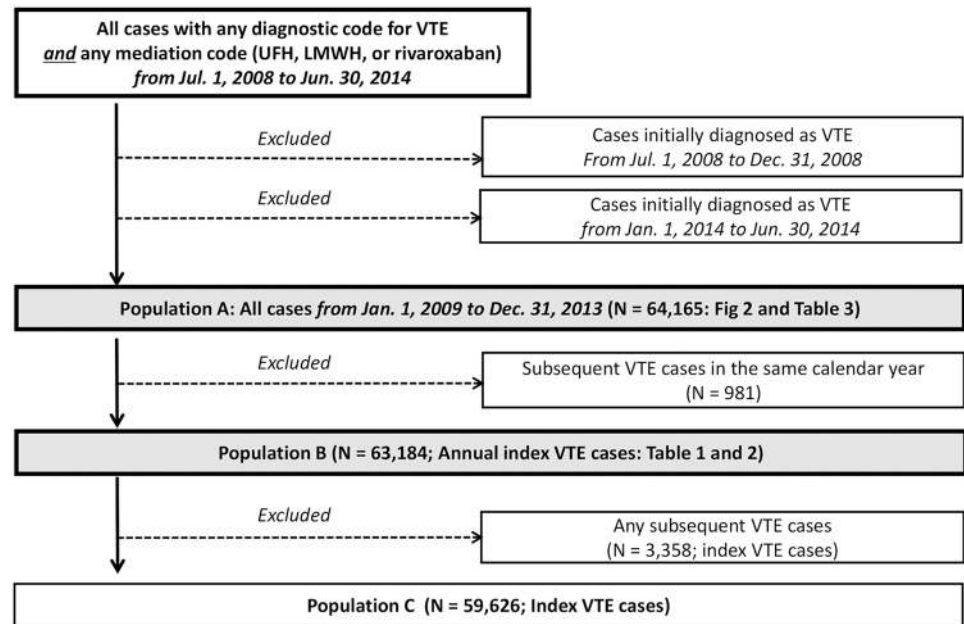 All cases with any diagnostic code for VTE
and any mediation code (UFH, LMWH, or rivaroxaban)
from Jul. 1, 2008 to Jun. 30, 2014
Excluded
Cases initially diagnosed as VTE
From Jul. 1, 2008 to Dec. 31, 2008
Excluded
Cases initially diagnosed as VTE
from Jan. 1, 2014 to Jun. 30, 2014
Population A: All cases from Jan. 1, 2009 to Dec. 31, 2013 (N = 64,165: Fig 2 and Table 3)
Excluded
Subsequent VTE cases in the same calendar year
(N = 981)
Population B (N = 63,184; Annual index VTE cases: Table 1 and 2)
Excluded
Any subsequent VTE cases
(N = 3,358; index VTE cases)
Population C (N = 59,626; Index VTE cases)